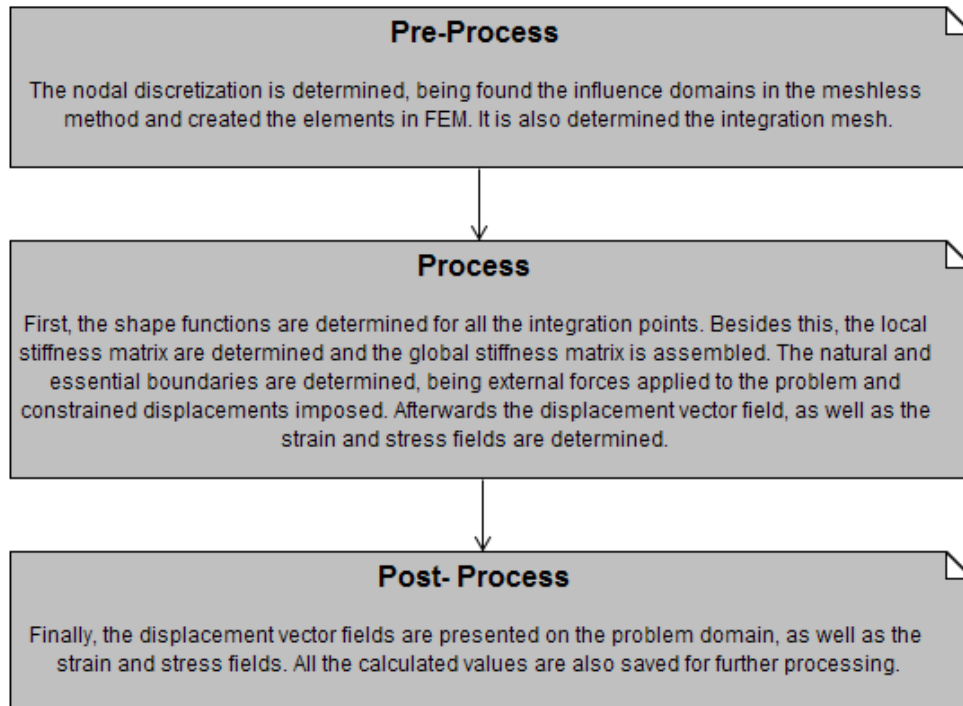 Pre-Process
The nodal discretization is determined, being found the influence domains in the meshless
method and created the elements in FEM. It is also determined the integration mesh.
Process
First, the shape functions are determined for all the integration points. Besides this, the local
stiffness matrix are determined and the global stiffness matrix is assembled. The natural and
essential boundaries are determined, being external forces applied to the problem and
constrained displacements imposed. Afterwards the displacement vector field, as well as the
strain and stress fields are determined.
Post- Process
Finally, the displacement vector fields are presented on the problem domain, as well as the
strain and stress fields. All the calculated values are also saved for further processing.